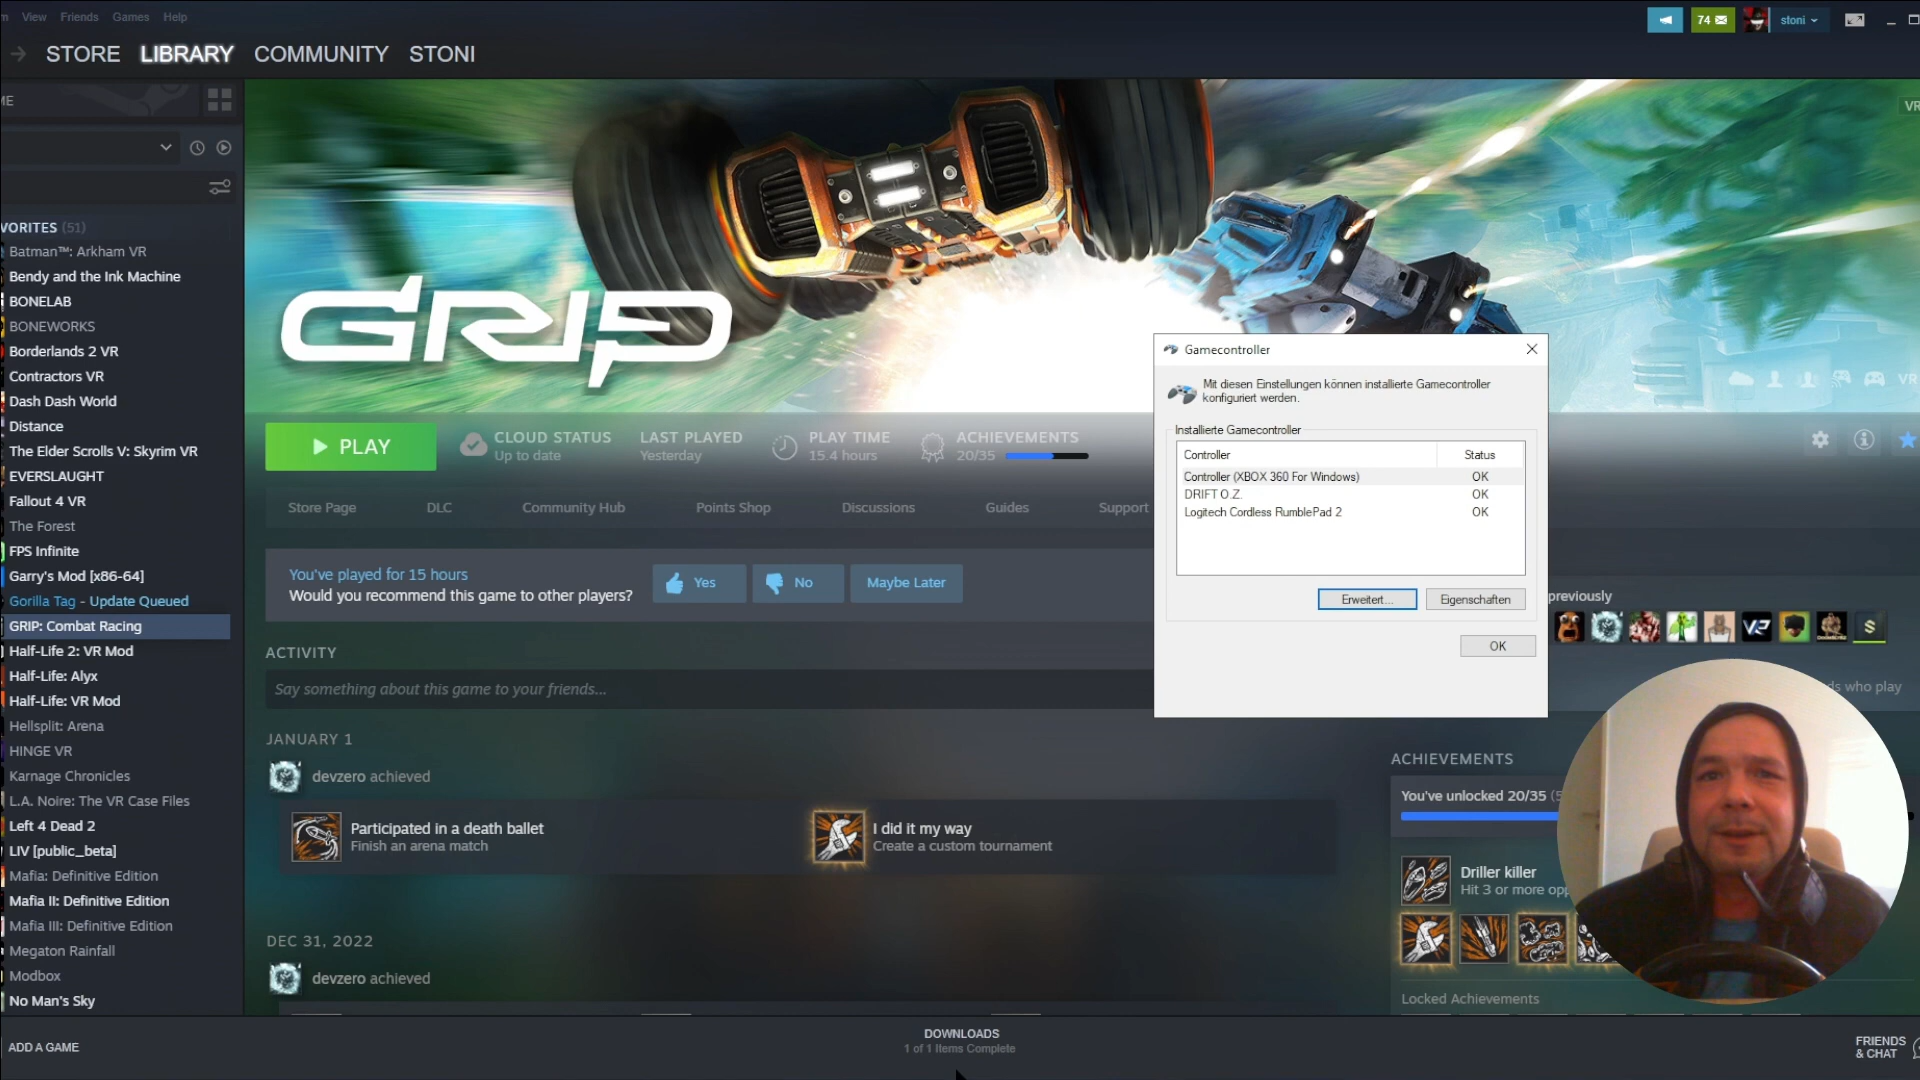 View Friends Games Help
74
stoni
STORE LIBRARY COMMUNITY STONI
VORITES (51)
Batman™: Arkham VR
Bendy and the Ink Machine
BONELAB
BONEWORKS
Borderlands 2 VR
Contractors VR
Dash Dash World
Distance
The Elder Scrolls V: Skyrim VR
EVERSLAUGHT
Fallout 4 VR
The Forest
FPS Infinite
Garry's Mod [x86-64]
Gorilla Tag - Update Queued
GRIP: Combat Racing
Half-Life 2: VR Mod
Half-Life: Alyx
Half-Life: VR Mod
Hellsplit: Arena
HINGE VR
Karnage Chronicles
L.A. Noire: The VR Case Files
Left 4 Dead 2
LIV [public_beta]
Mafia: Definitive Edition
Mafia II: Definitive Edition
Mafia III: Definitive Edition
Megaton Rainfall
Modbox
No Man's Sky
ADD A GAME
VR
GRIP
VR
PLAY
CLOUD STATUS
Up to date
LAST PLAYED
Yesterday
PLAY TIME
15.4 hours
ACHIEVEMENTS
20/35
Store Page DLC Community Hub Points Shop Discussions Guides Support
You've played for 15 hours
Would you recommend this game to other players?
Yes
No
Maybe Later
ACTIVITY
Say something about this game to your friends...
JANUARY 1
devzero achieved
Participated in a death ballet
Finish an arena match
I did it my way
Create a custom tournament
DEC 31, 2022
devzero achieved
Gamecontroller
Mit diesen Einstellungen können installierte Gamecontroller
konfiguriert werden.
Installierte Gamecontroller
Controller Status
Controller (XBOX 360 For Windows) OK
DRIFT O.Z. OK
Logitech Cordless RumblePad 2 OK
Erweitert...
Eigenschaften
OK
previously
VR
$
ds who play
ACHIEVEMENTS
You've unlocked 20/35 (5
Driller killer
Hit 3 or more opp
Locked Achievements
DOWNLOADS
1 of 1 Items Complete
FRIENDS
& CHAT